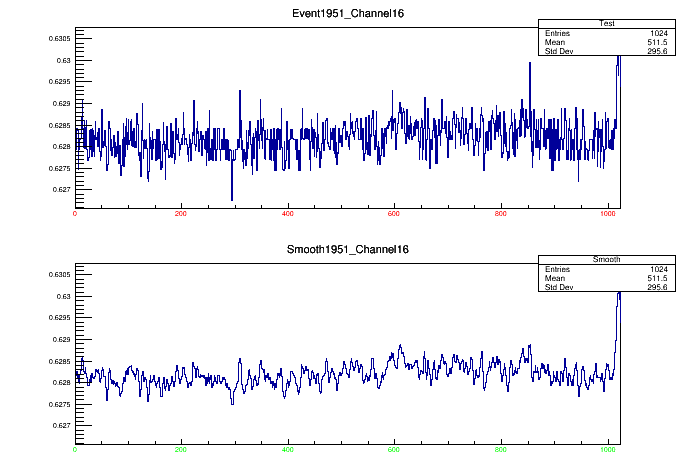 Event1951_Channel16
Test
Entries 1024
Mean 511.5
Std Dev 295.6
0.6305
0.63
0.6295
0.629
0.6285
0.628
0.6275
0.627
0 200 400 600 800 1000
Smooth1951_Channel16
Smooth
Entries 1024
Mean 511.5
Std Dev 295.6
0.6305
0.63
0.6295
0.629
0.6285
0.628
0.6275
0.627
0 200 400 600 800 1000